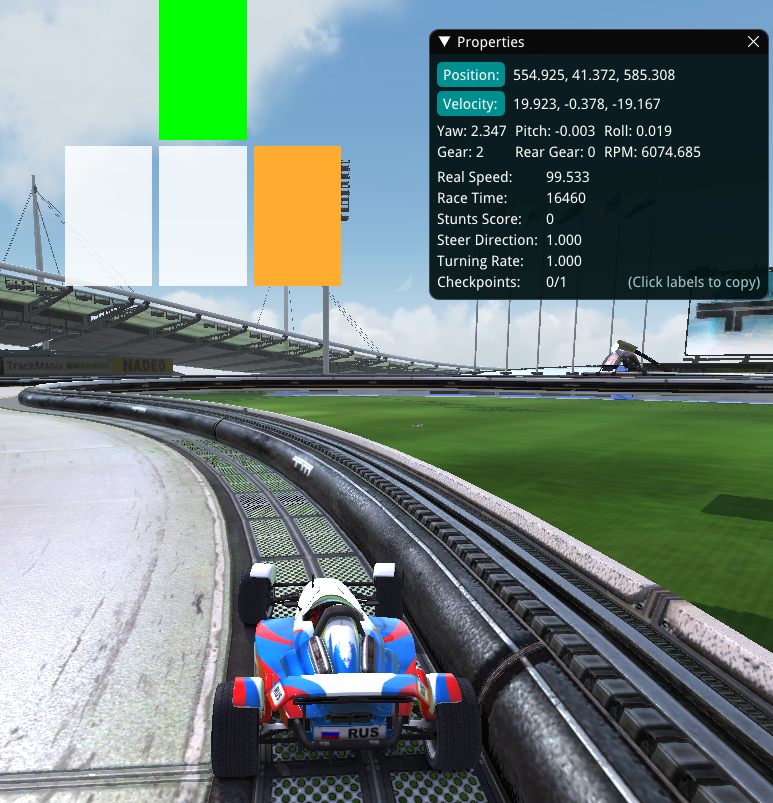 Properties
Position: 554.925, 41.372, 585.308
Velocity: 19.923, -0.378, -19.167
Yaw: 2.347 Pitch: -0.003 Roll: 0.019
Gear: 2 Rear Gear: 0 RPM: 6074.685
Real Speed: 99.533
Race Time: 16460
Stunts Score: 0
Steer Direction: 1.000
Turning Rate: 1.000
Checkpoints: 0/1 (Click labels to copy)
TrackMania
NADEO
TM
RUS
RUS